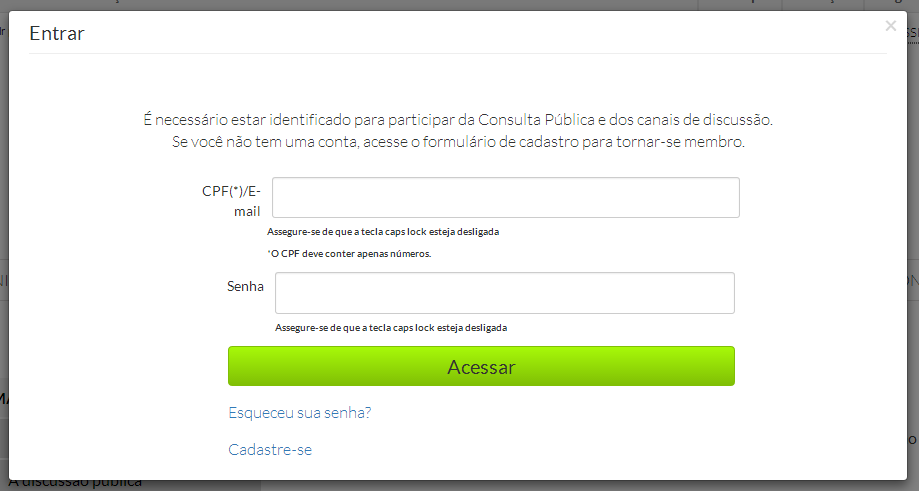 Entrar
×
É necessário estar identificado para participar da Consulta Pública e dos canais de discussão.
Se você não tem uma conta, acesse o formulário de cadastro para tornar-se membro.
CPF(*)/E-
mail
Assegure-se de que a tecla caps lock esteja desligada
*O CPF deve conter apenas números.
Senha
Assegure-se de que a tecla caps lock esteja desligada
Acessar
Esqueceu sua senha?
Cadastre-se
A discussão pública